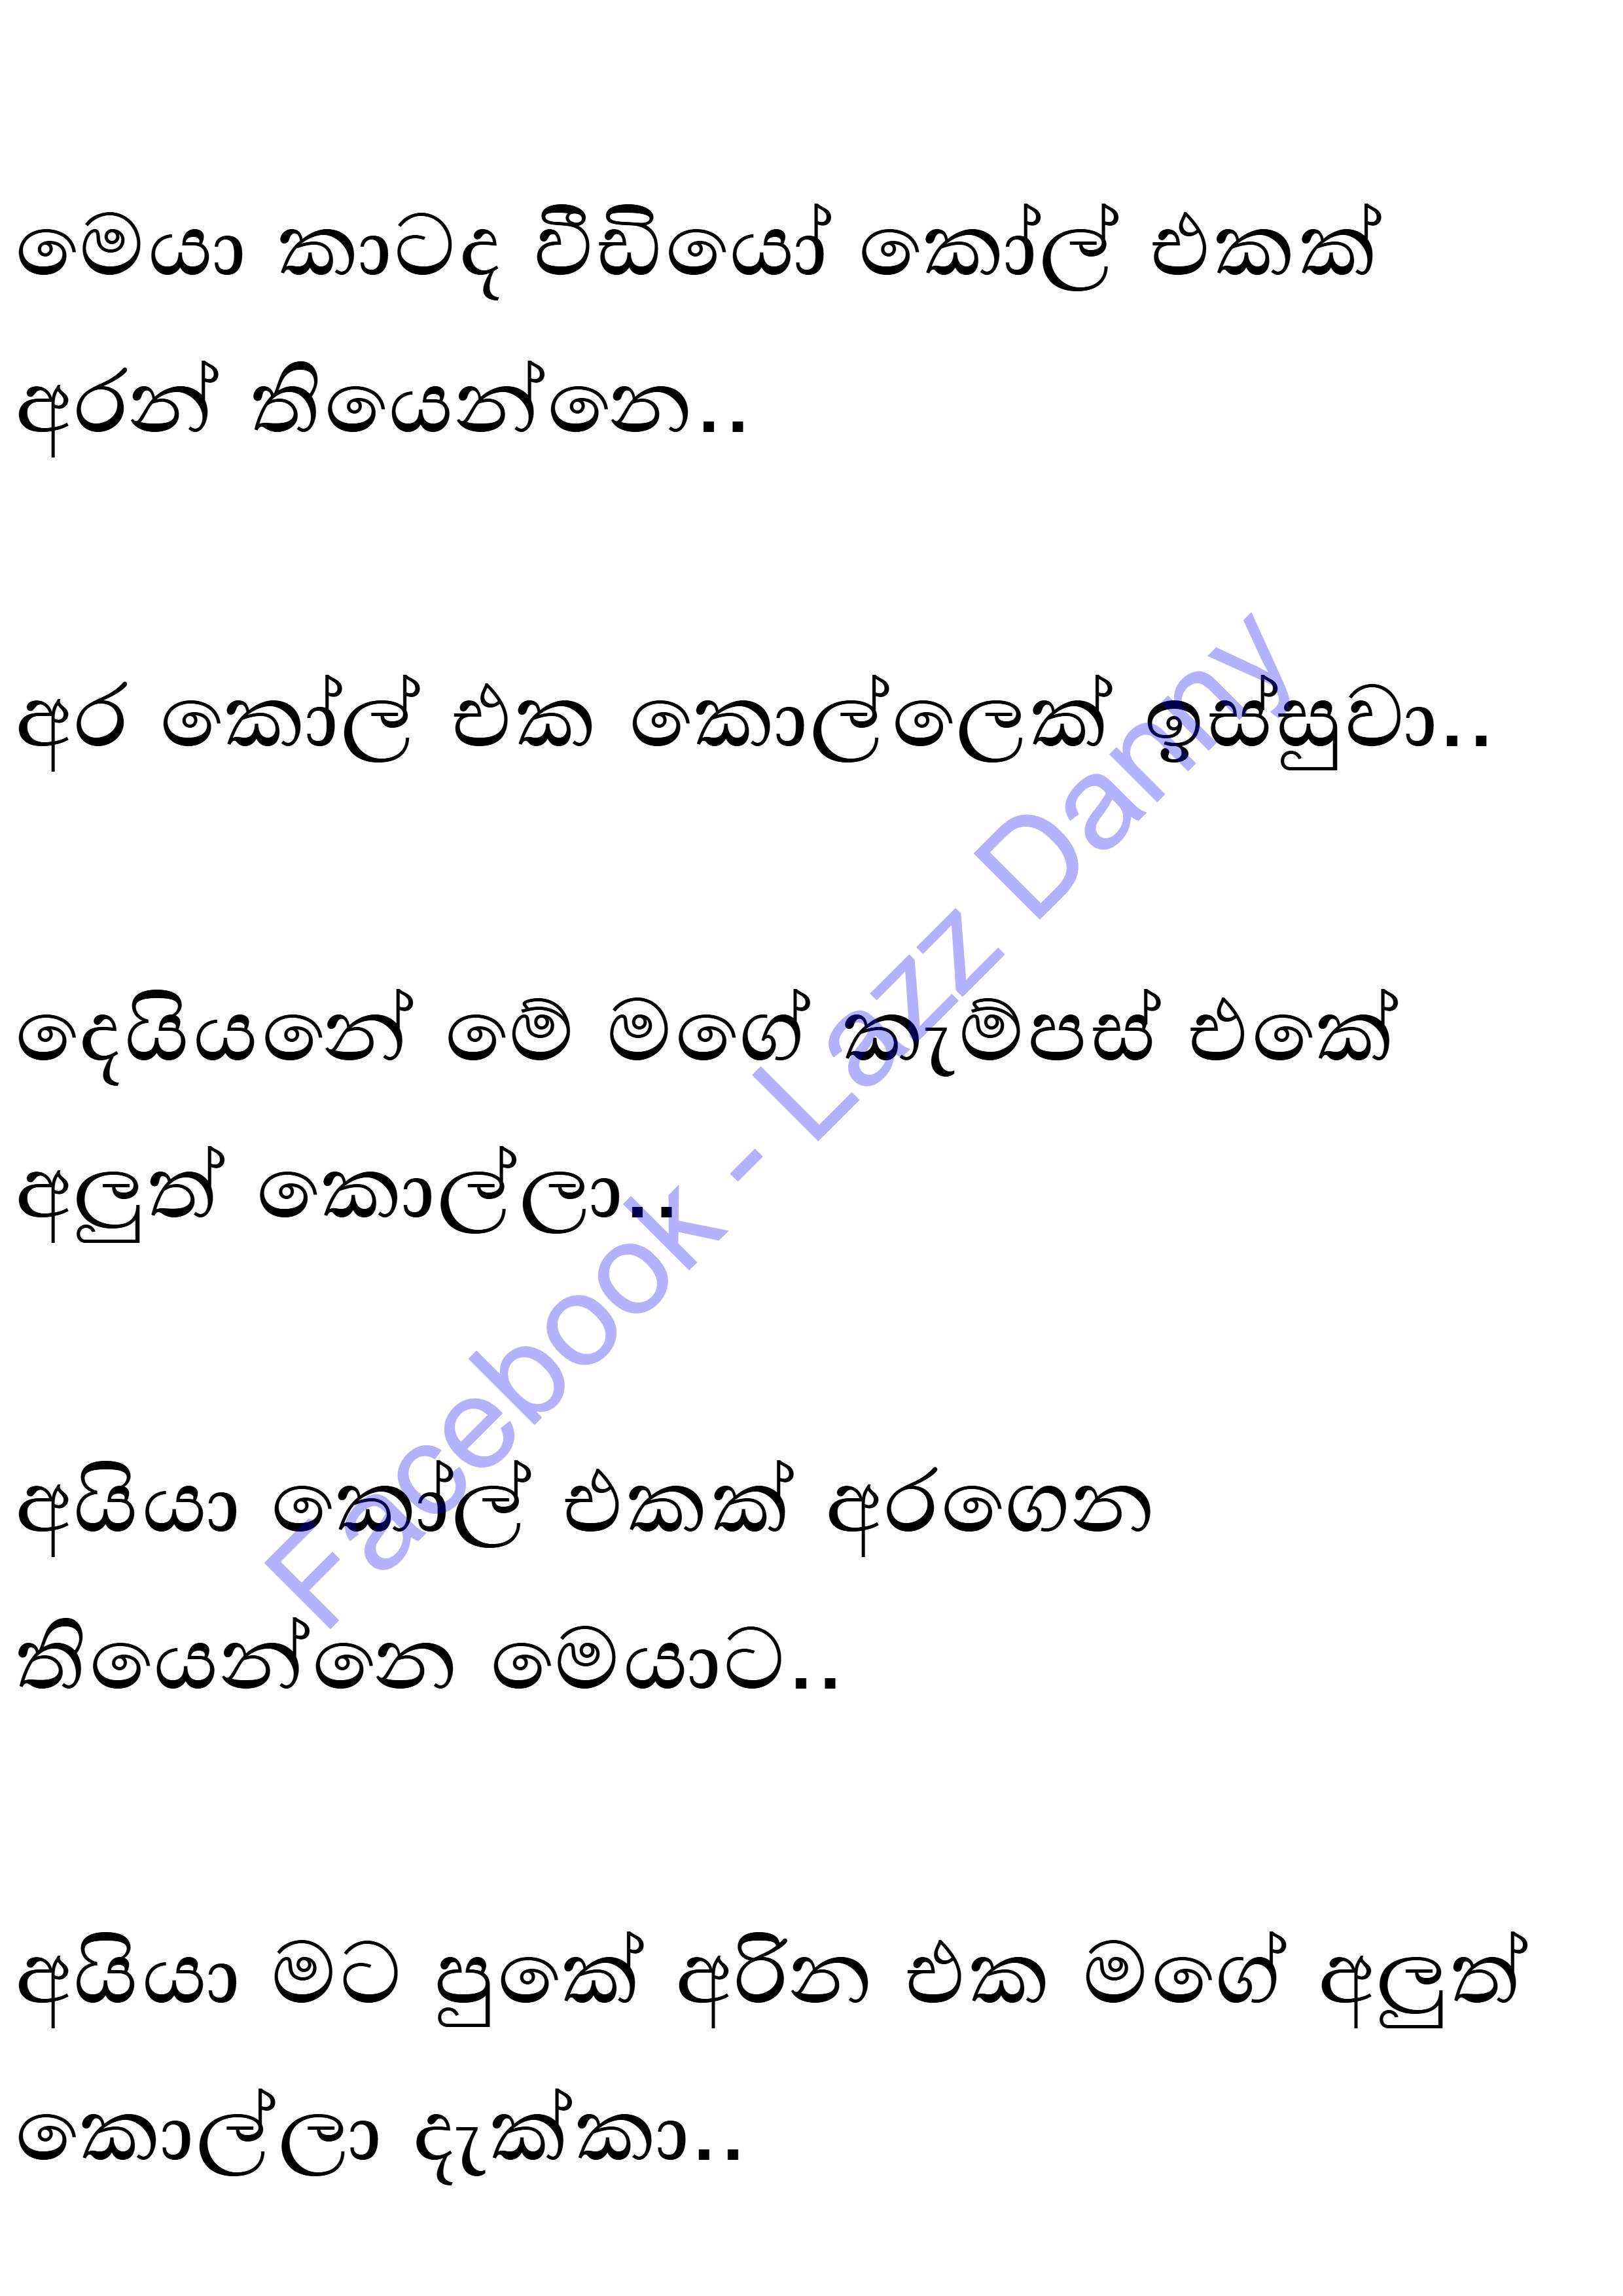 මෙයා කාටද වීඩියෝ කෝල් එකක්
අරන් තියෙන්නෙ..
අර කෝල් එක කොල්ලෙක් ඉස්සුවා..
දෙයියනේ මේ මගේ කැම්පස් එකේ
අලුත් කොල්ලා..
අයියා කෝල් එකක් අරගෙන
තියෙන්නෙ මෙයාට..
අයියා මට පුකේ අරින එක මගේ අලුත්
කොල්ලා දැක්කා..
Facebook - Lazz Damy